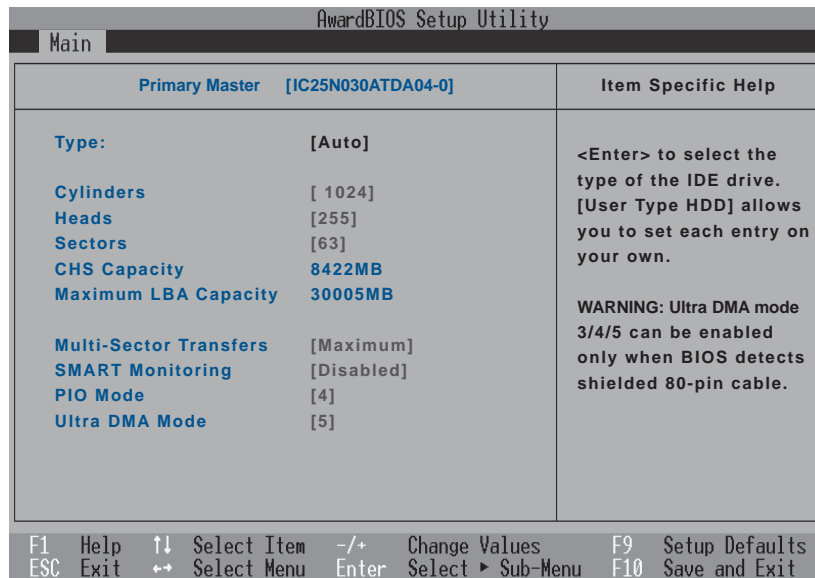 AwardBIOS Setup Utility
Main
Primary Master [IC25N030ATDA04-0]
Item Specific Help
Type: [Auto]
Cylinders [ 1024]
Heads [255]
Sectors [63]
CHS Capacity 8422MB
Maximum LBA Capacity 30005MB
Multi-Sector Transfers [Maximum]
SMART Monitoring [Disabled]
PIO Mode [4]
Ultra DMA Mode [5]
<Enter> to select the
type of the IDE drive.
[User Type HDD] allows
you to set each entry on
your own.
WARNING: Ultra DMA mode
3/4/5 can be enabled
only when BIOS detects
shielded 80-pin cable.
F1 Help ↑↓ Select Item -/+ Change Values F9 Setup Defaults
ESC Exit ←→ Select Menu Enter Select ▶ Sub-Menu F10 Save and Exit